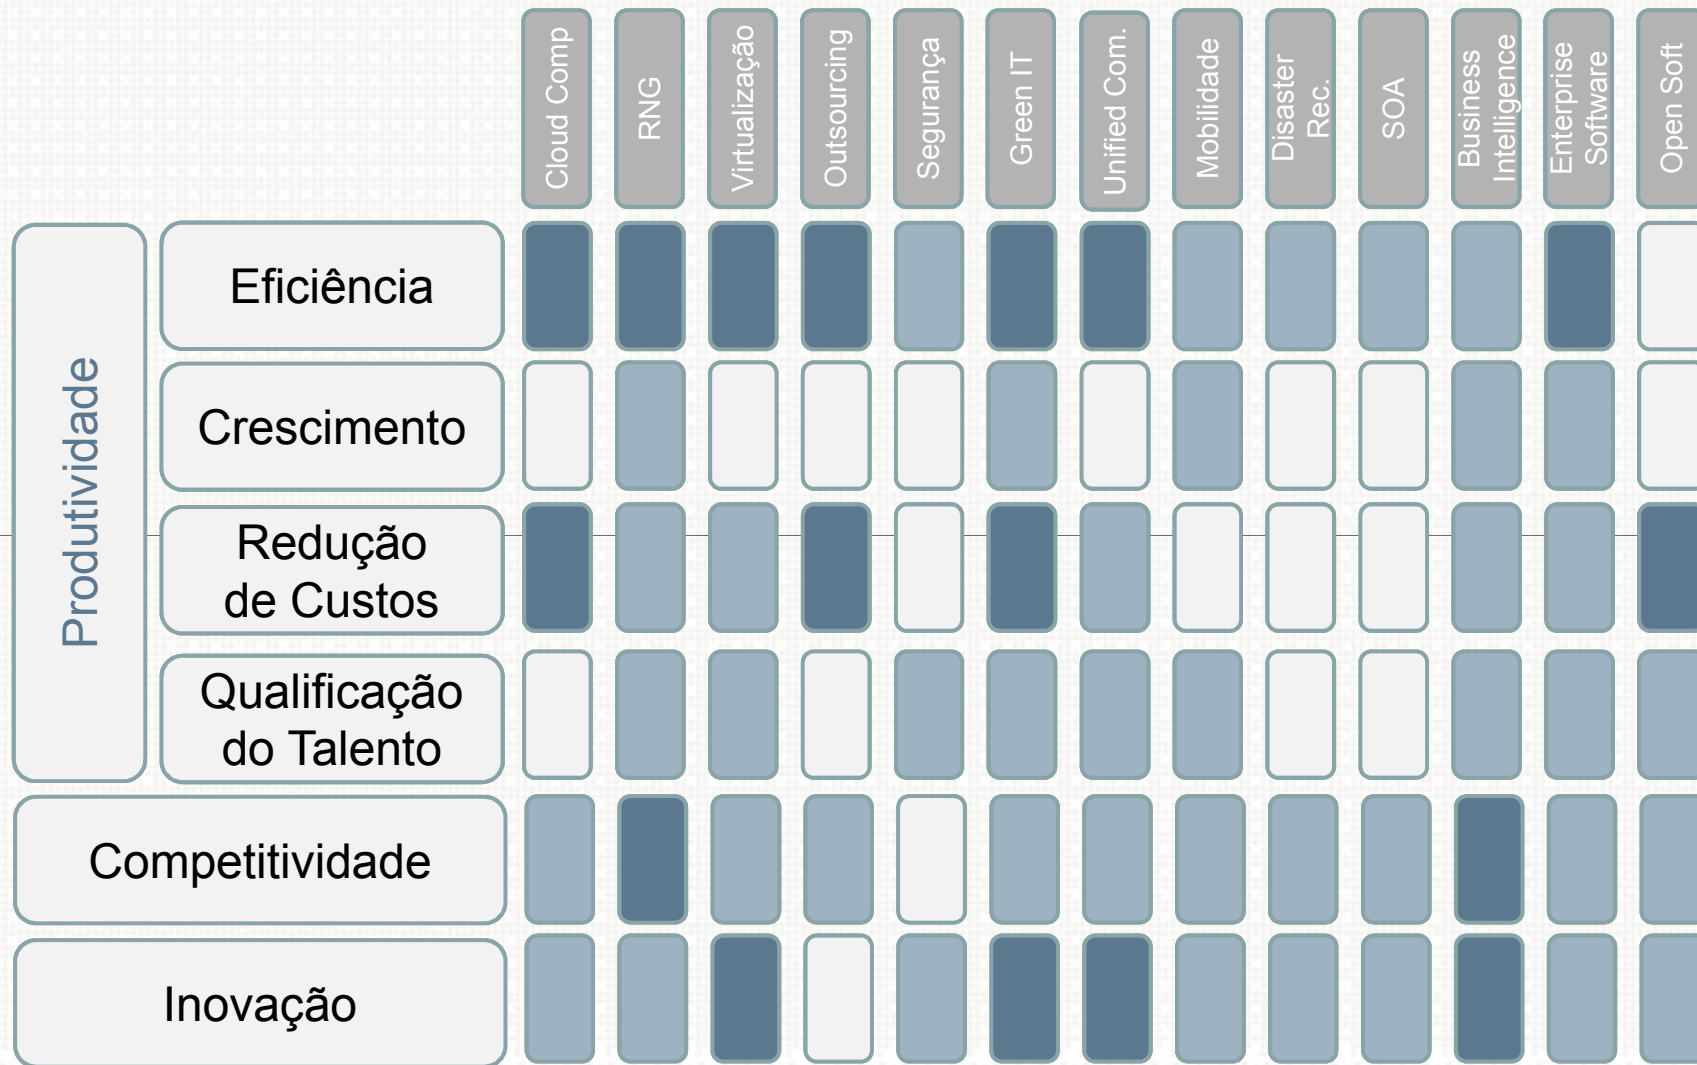 Cloud Comp
RNG
Virtualização
Outsourcing
Segurança
Green IT
Unified Com.
Mobilidade
Disaster
Rec.
SOA
Business
Intelligence
Enterprise
Software
Open Soft
Produtividade
Eficiência
Crescimento
Redução
de Custos
Qualificação
do Talento
Competitividade
Inovação